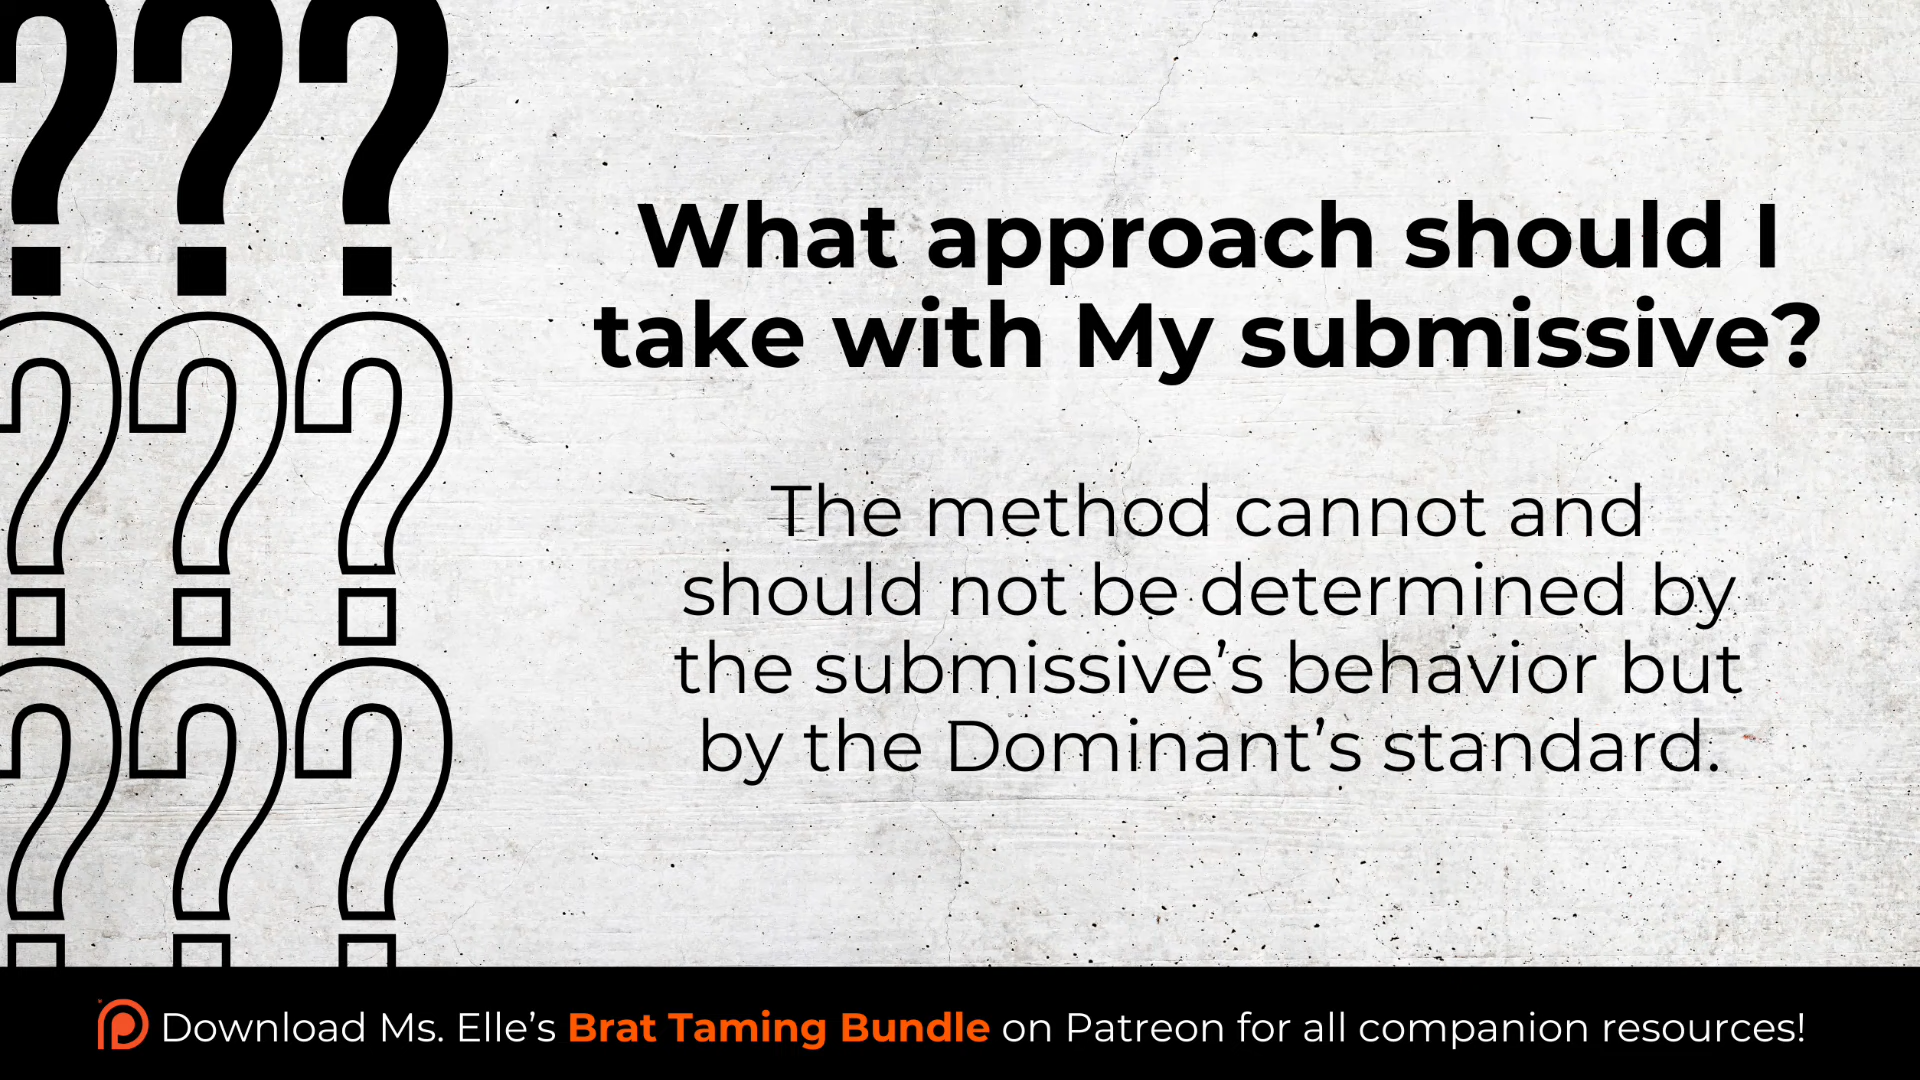 ???
What approach should I
take with My submissive?
???
The method cannot and
should not be determined by
the submissive’s behavior but
by the Dominant’s standard.
???
Download Ms. Elle’s Brat Taming Bundle on Patreon for all companion resources!